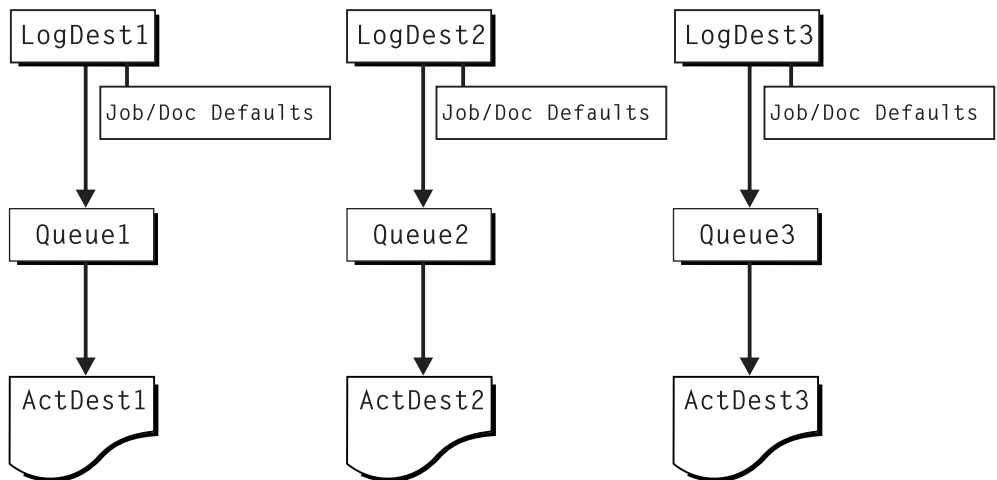 LogDest1
LogDest2
LogDest3
Job/Doc Defaults
Job/Doc Defaults
Job/Doc Defaults
Queue1
Queue2
Queue3
ActDest1
ActDest2
ActDest3